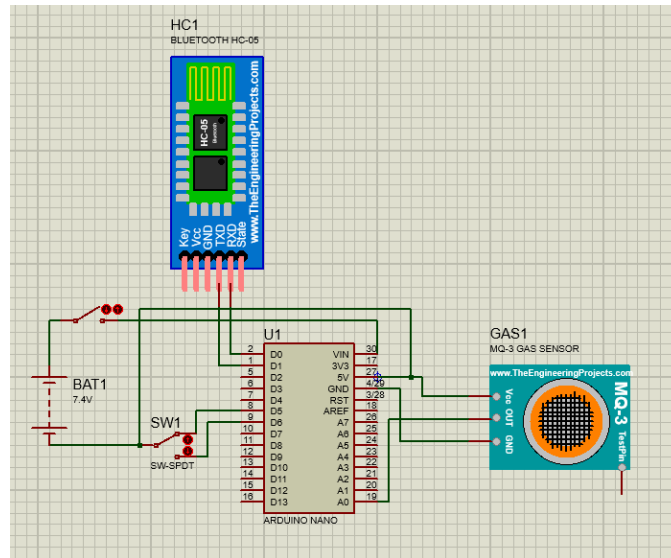 HC1
BLUETOOTH HC-05
www.TheEngineeringProjects.com
HC-05
Bluetooth
Key
Vcc
GND
TXD
RXD
State
BAT1
7.4V
SW1
SW-SPDT
U1
2 D0 VIN 30
1 D1 3V3 17
5 D2 5V 27
6 D3 GND 4/29
7 D4 RST 3/28
8 D5 AREF 18
9 D6 A7 26
10 D7 A6 25
11 D8 A5 24
12 D9 A4 23
13 D10 A3 22
14 D11 A2 21
15 D12 A1 20
16 D13 A0 19
ARDUINO NANO
GAS1
MQ-3 GAS SENSOR
www.TheEngineeringProjects.com
Vcc
OUT
GND
MQ-3
TestPin